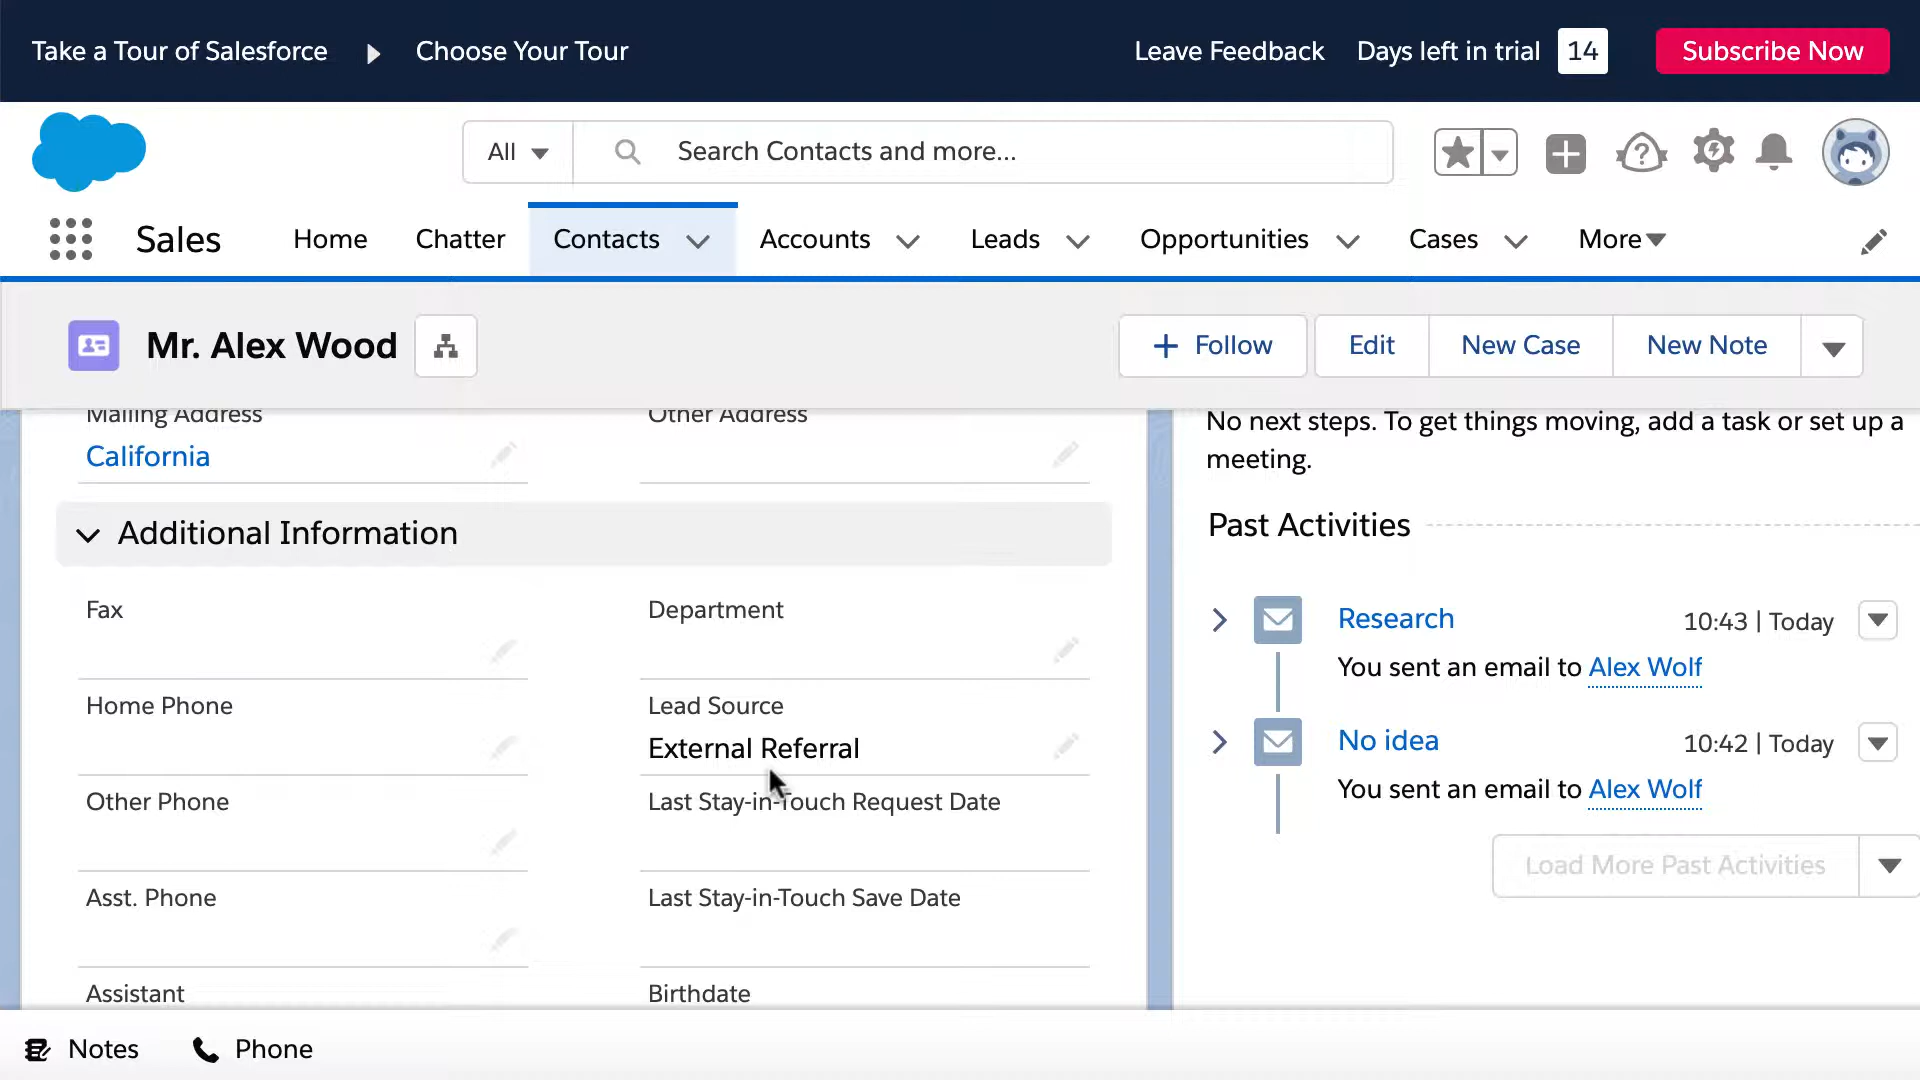 Take a Tour of Salesforce
Choose Your Tour
Leave Feedback
Days left in trial
14
Subscribe Now
All
Search Contacts and more...
Sales
Home
Chatter
Contacts
Accounts
Leads
Opportunities
Cases
More
Mr. Alex Wood
Follow
Edit
New Case
New Note
Mailing Address
California
Other Address
Additional Information
Fax
Department
Home Phone
Lead Source
External Referral
Other Phone
Last Stay-in-Touch Request Date
Asst. Phone
Last Stay-in-Touch Save Date
Assistant
Birthdate
No next steps. To get things moving, add a task or set up a
meeting.
Past Activities
Research
10:43 | Today
You sent an email to Alex Wolf
No idea
10:42 | Today
You sent an email to Alex Wolf
Load More Past Activities
Notes
Phone